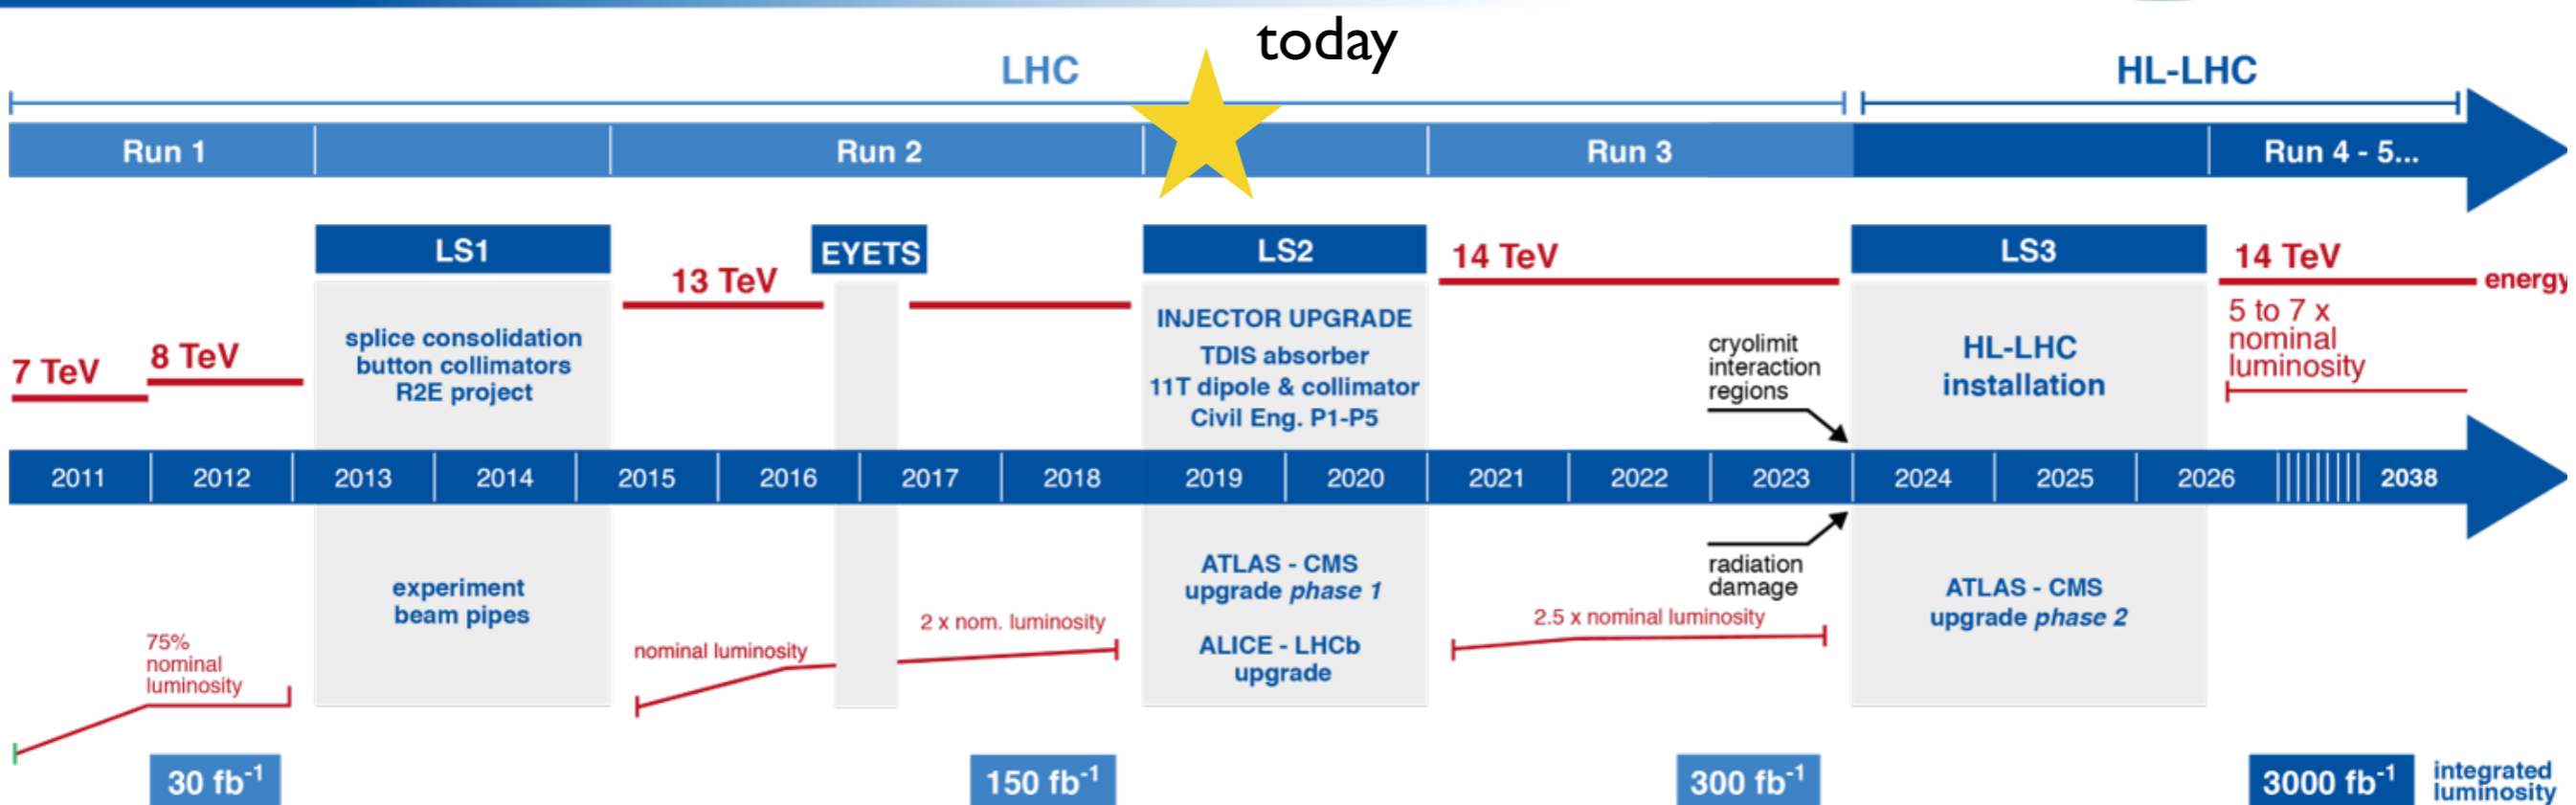 today
LHC
HL-LHC
Run 1
Run 2
Run 3
Run 4 - 5...
LS1
EYETS
LS2
LS3
7 TeV
8 TeV
13 TeV
14 TeV
14 TeV
energy
splice consolidation
button collimators
R2E project
INJECTOR UPGRADE
TDIS absorber
11T dipole & collimator
Civil Eng. P1-P5
cryolimit
interaction
regions
HL-LHC
installation
5 to 7 x
nominal
luminosity
2011
2012
2013
2014
2015
2016
2017
2018
2019
2020
2021
2022
2023
2024
2025
2026
2038
75%
nominal
luminosity
experiment
beam pipes
nominal luminosity
2 x nom. luminosity
ATLAS - CMS
upgrade phase 1
ALICE - LHCb
upgrade
2.5 x nominal luminosity
radiation
damage
ATLAS - CMS
upgrade phase 2
30 fb⁻¹
150 fb⁻¹
300 fb⁻¹
3000 fb⁻¹
integrated
luminosity